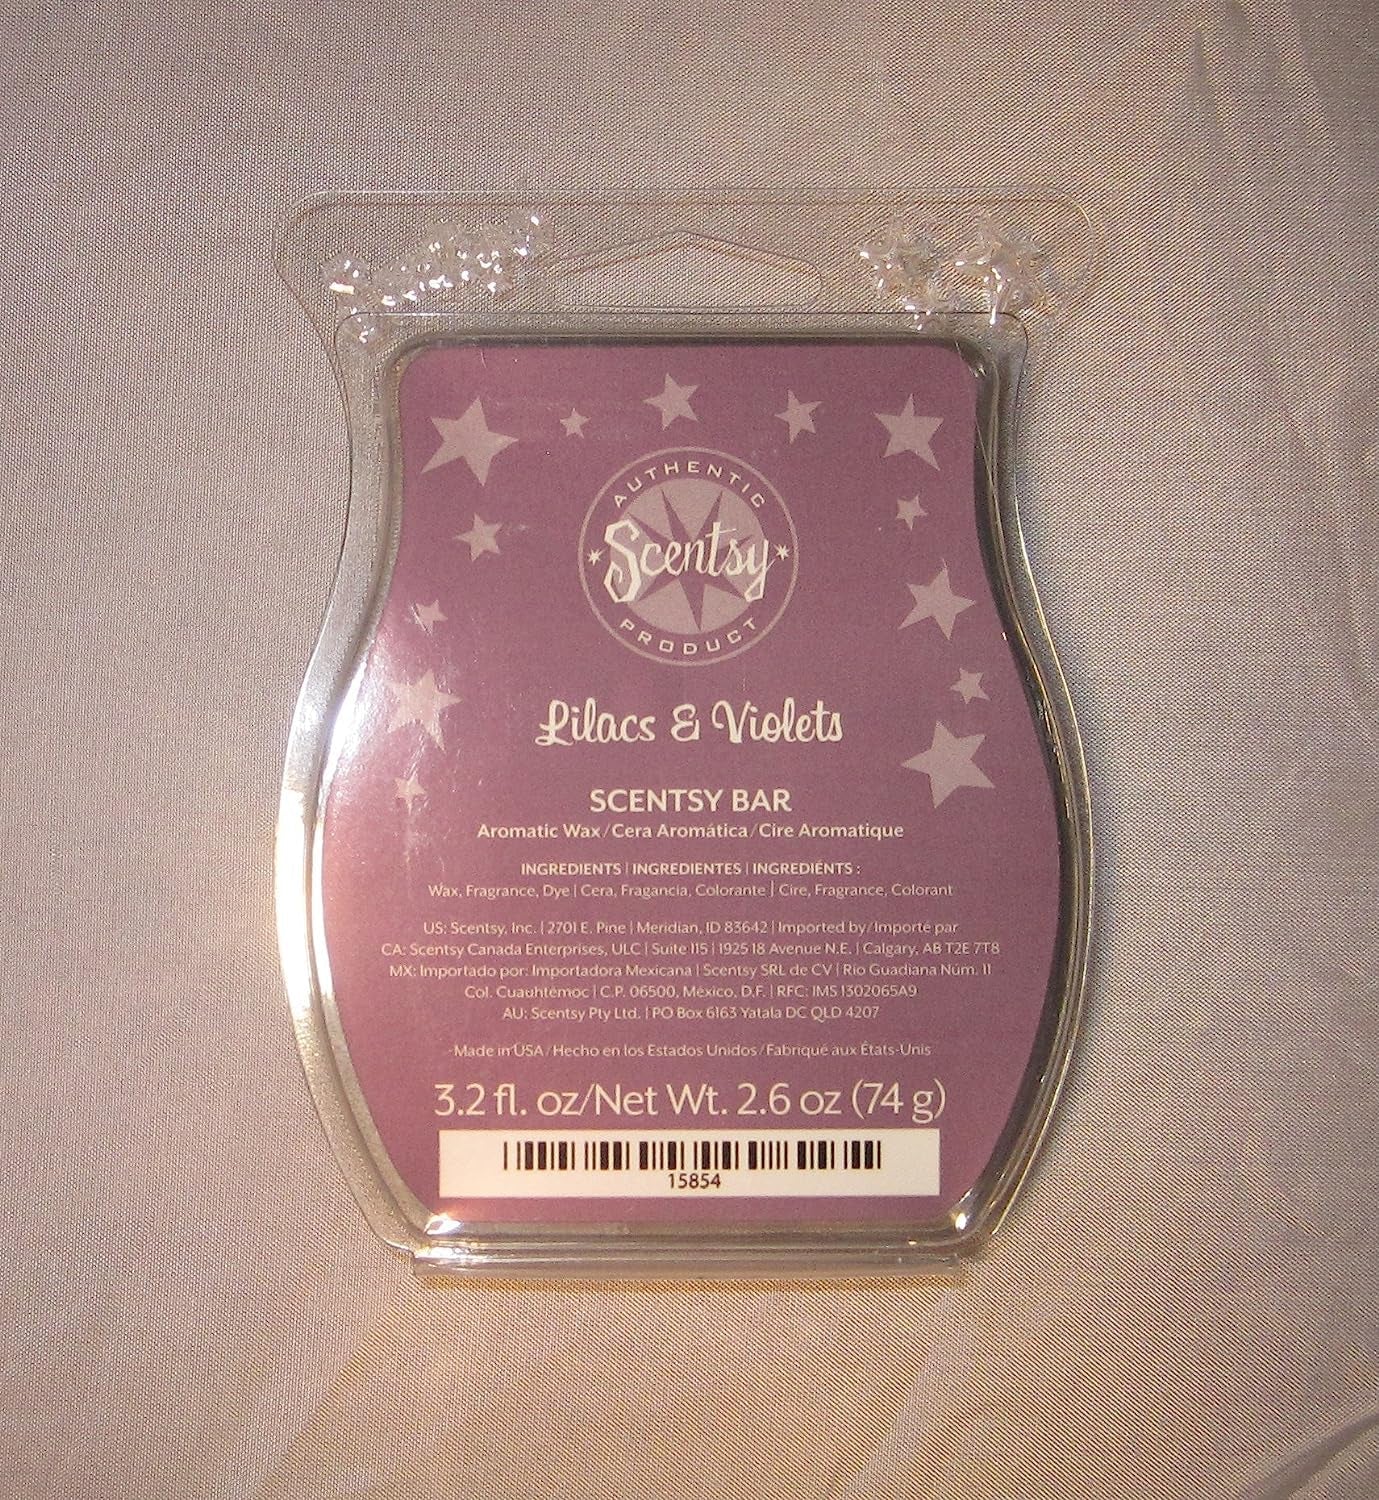 AUTHENTIC
Scentsy
PRODUCT
Lilacs & Violets
SCENTSY BAR
Aromatic Wax/Cera Aromática/Cire Aromatique
INGREDIENTS | INGREDIENTES | INGREDIÉNTS :
Wax, Fragrance, Dye | Cera, Fragancia, Colorante | Cire, Fragrance, Colorant
US: Scentsy, Inc. | 2701 E. Pine | Meridian, ID 83642 | Imported by/Importé par
CA: Scentsy Canada Enterprises, ULC | Suite 115 | 1925 18 Avenue N.E. | Calgary, AB T2E 7T8
MX: Importado por: Importadora Mexicana | Scentsy SRL de CV | Rio Guadiana Núm. 11
Col. Cuauhtémoc | C.P. 06500, México, D.F. | RFC: IMS 1302065A9
AU: Scentsy Pty Ltd. | PO Box 6163 Yatala DC QLD 4207
Made in USA/Hecho en los Estados Unidos/Fabriqué aux États-Unis
3.2 fl. oz/Net Wt. 2.6 oz (74 g)
15854